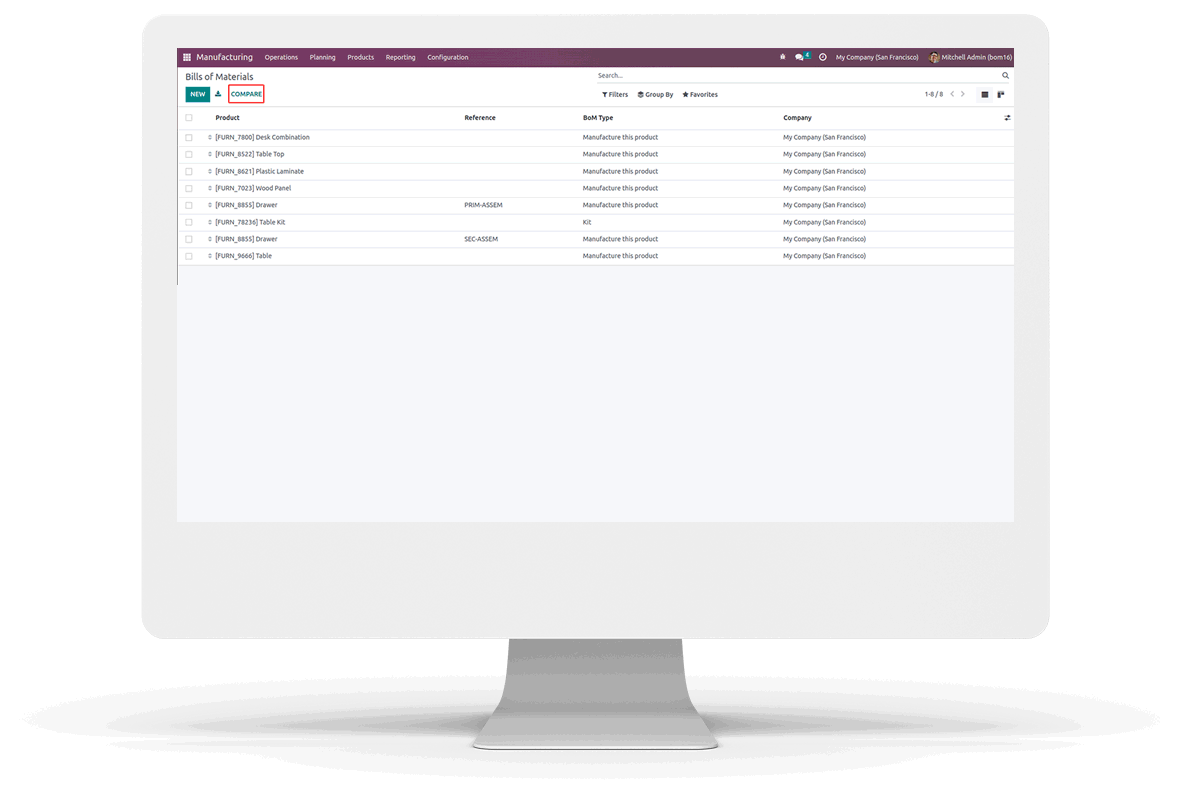 Manufacturing Operations Planning Products Reporting Configuration 4 My Company (San Francisco) Mitchell Admin (bom16)
Bills of Materials Search...
NEW COMPARE Filters Group By Favorites 1-8 / 8
Product Reference BoM Type Company
[FURN_7800] Desk Combination Manufacture this product My Company (San Francisco)
[FURN_8522] Table Top Manufacture this product My Company (San Francisco)
[FURN_8621] Plastic Laminate Manufacture this product My Company (San Francisco)
[FURN_7023] Wood Panel Manufacture this product My Company (San Francisco)
[FURN_8855] Drawer PRIM-ASSEM Manufacture this product My Company (San Francisco)
[FURN_78236] Table Kit Kit My Company (San Francisco)
[FURN_8855] Drawer SEC-ASSEM Manufacture this product My Company (San Francisco)
[FURN_9666] Table Manufacture this product My Company (San Francisco)